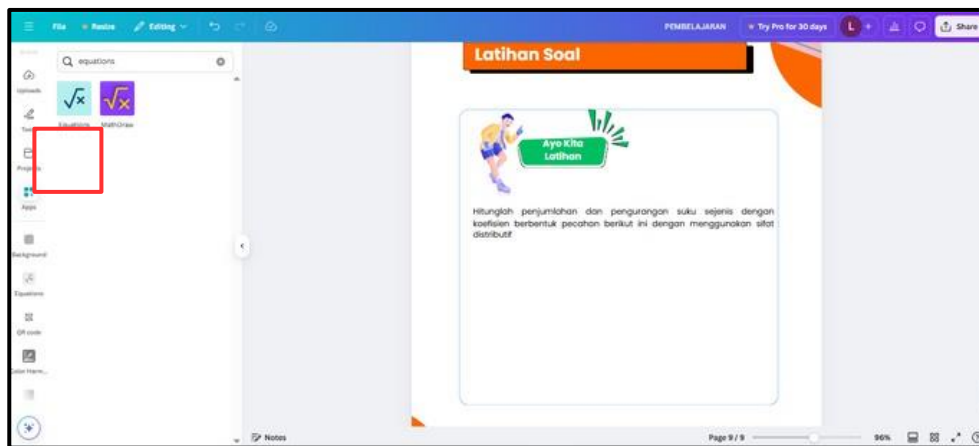 File Resize Editing PEMBELAJARAN Try Pro for 30 days L Share
equations
Uploads
Equations MathDraw
Projects
Apps
Background
Equations
QR code
Latihan Soal
Ayo Kita
Latihan
Hitunglah penjumlahan dan pengurangan suku sejenis dengan
koefisien berbentuk pecahan berikut ini dengan menggunakan sifat
distributif
Notes Page 9 / 9 96%